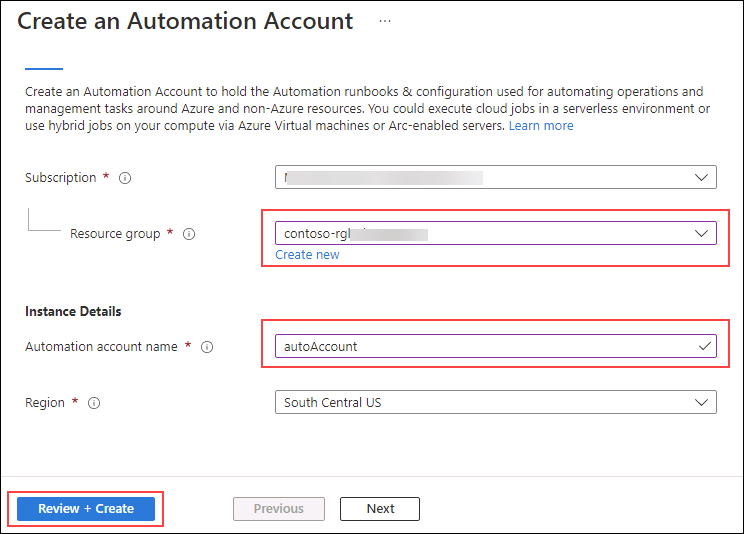 Create an Automation Account ...
Create an Automation Account to hold the Automation runbooks & configuration used for automating operations and
management tasks around Azure and non-Azure resources. You could execute cloud jobs in a serverless environment or
use hybrid jobs on your compute via Azure Virtual machines or Arc-enabled servers. Learn more
Subscription *
Resource group * contoso-rg
Create new
Instance Details
Automation account name * autoAccount
Region * South Central US
Review + Create Previous Next